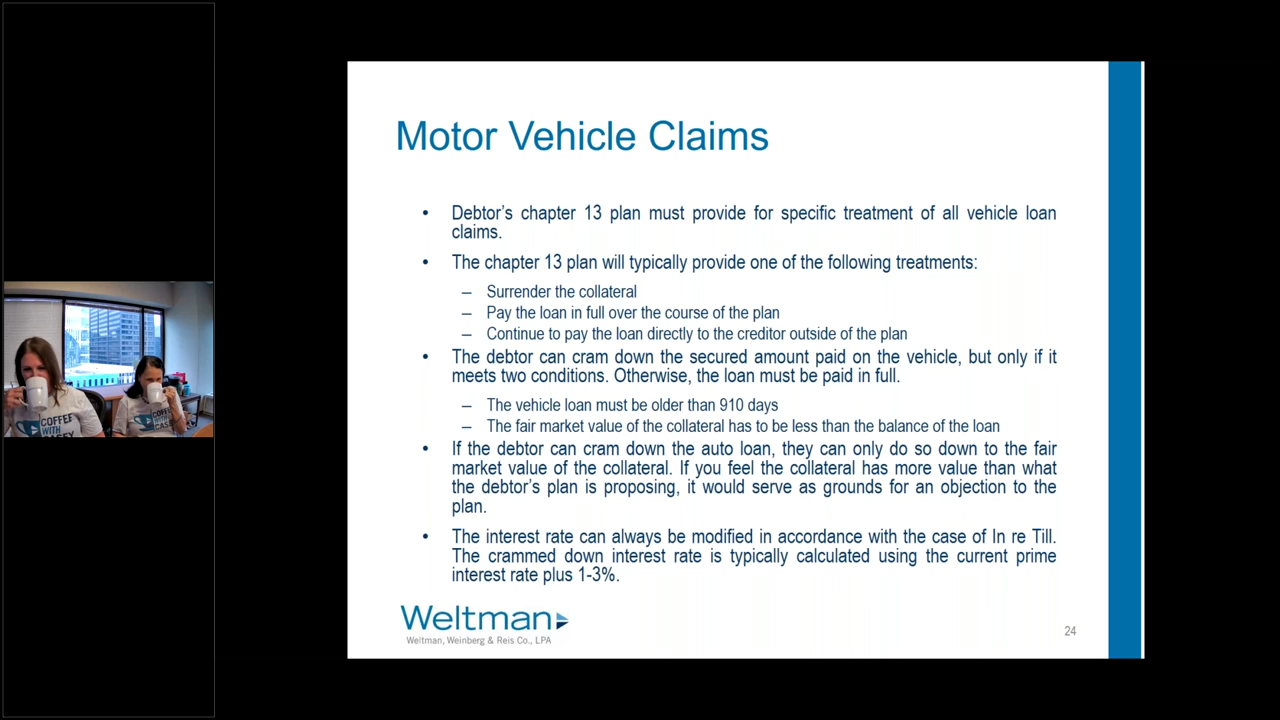 Motor Vehicle Claims
• Debtor's chapter 13 plan must provide for specific treatment of all vehicle loan
claims.
• The chapter 13 plan will typically provide one of the following treatments:
– Surrender the collateral
– Pay the loan in full over the course of the plan
– Continue to pay the loan directly to the creditor outside of the plan
• The debtor can cram down the secured amount paid on the vehicle, but only if it
meets two conditions. Otherwise, the loan must be paid in full.
– The vehicle loan must be older than 910 days
– The fair market value of the collateral has to be less than the balance of the loan
• If the debtor can cram down the auto loan, they can only do so down to the fair
market value of the collateral. If you feel the collateral has more value than what
the debtor's plan is proposing, it would serve as grounds for an objection to the
plan.
• The interest rate can always be modified in accordance with the case of In re Till.
The crammed down interest rate is typically calculated using the current prime
interest rate plus 1-3%.
Weltman
Weltman, Weinberg & Reis Co., LPA
24
COFFEE
WITH